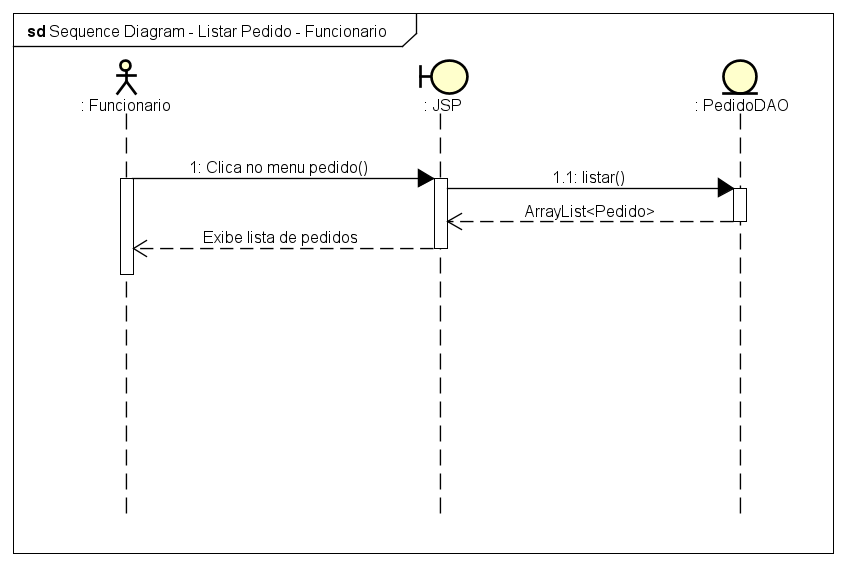 sd Sequence Diagram - Listar Pedido - Funcionario
: Funcionario
: JSP
: PedidoDAO
1: Clica no menu pedido()
1.1: listar()
ArrayList<Pedido>
Exibe lista de pedidos